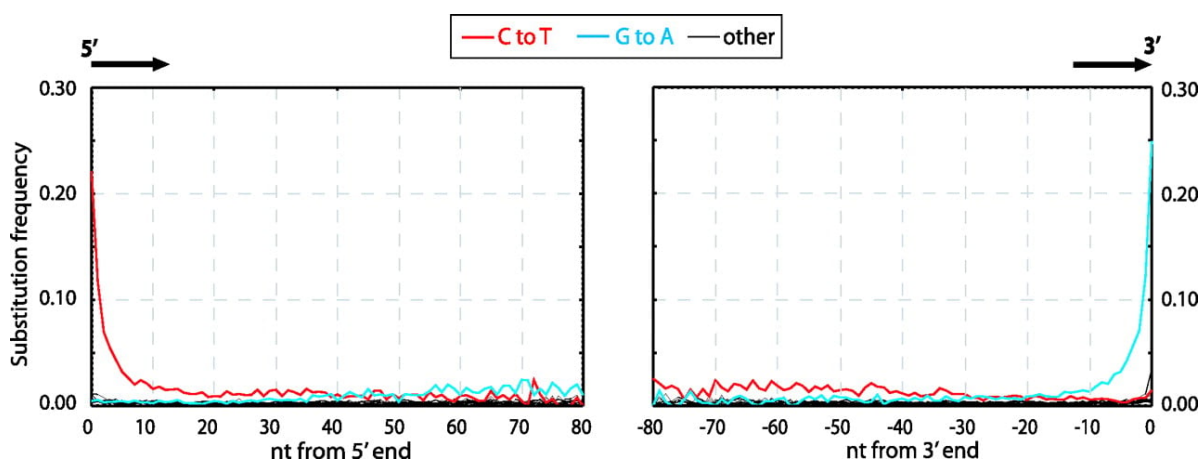 C to T G to A other
5’ 3’
0.30 0.30
0.20 0.20
0.10 0.10
0.00 0.00
Substitution frequency
0 10 20 30 40 50 60 70 80 -80 -70 -60 -50 -40 -30 -20 -10 0
nt from 5’ end nt from 3’ end